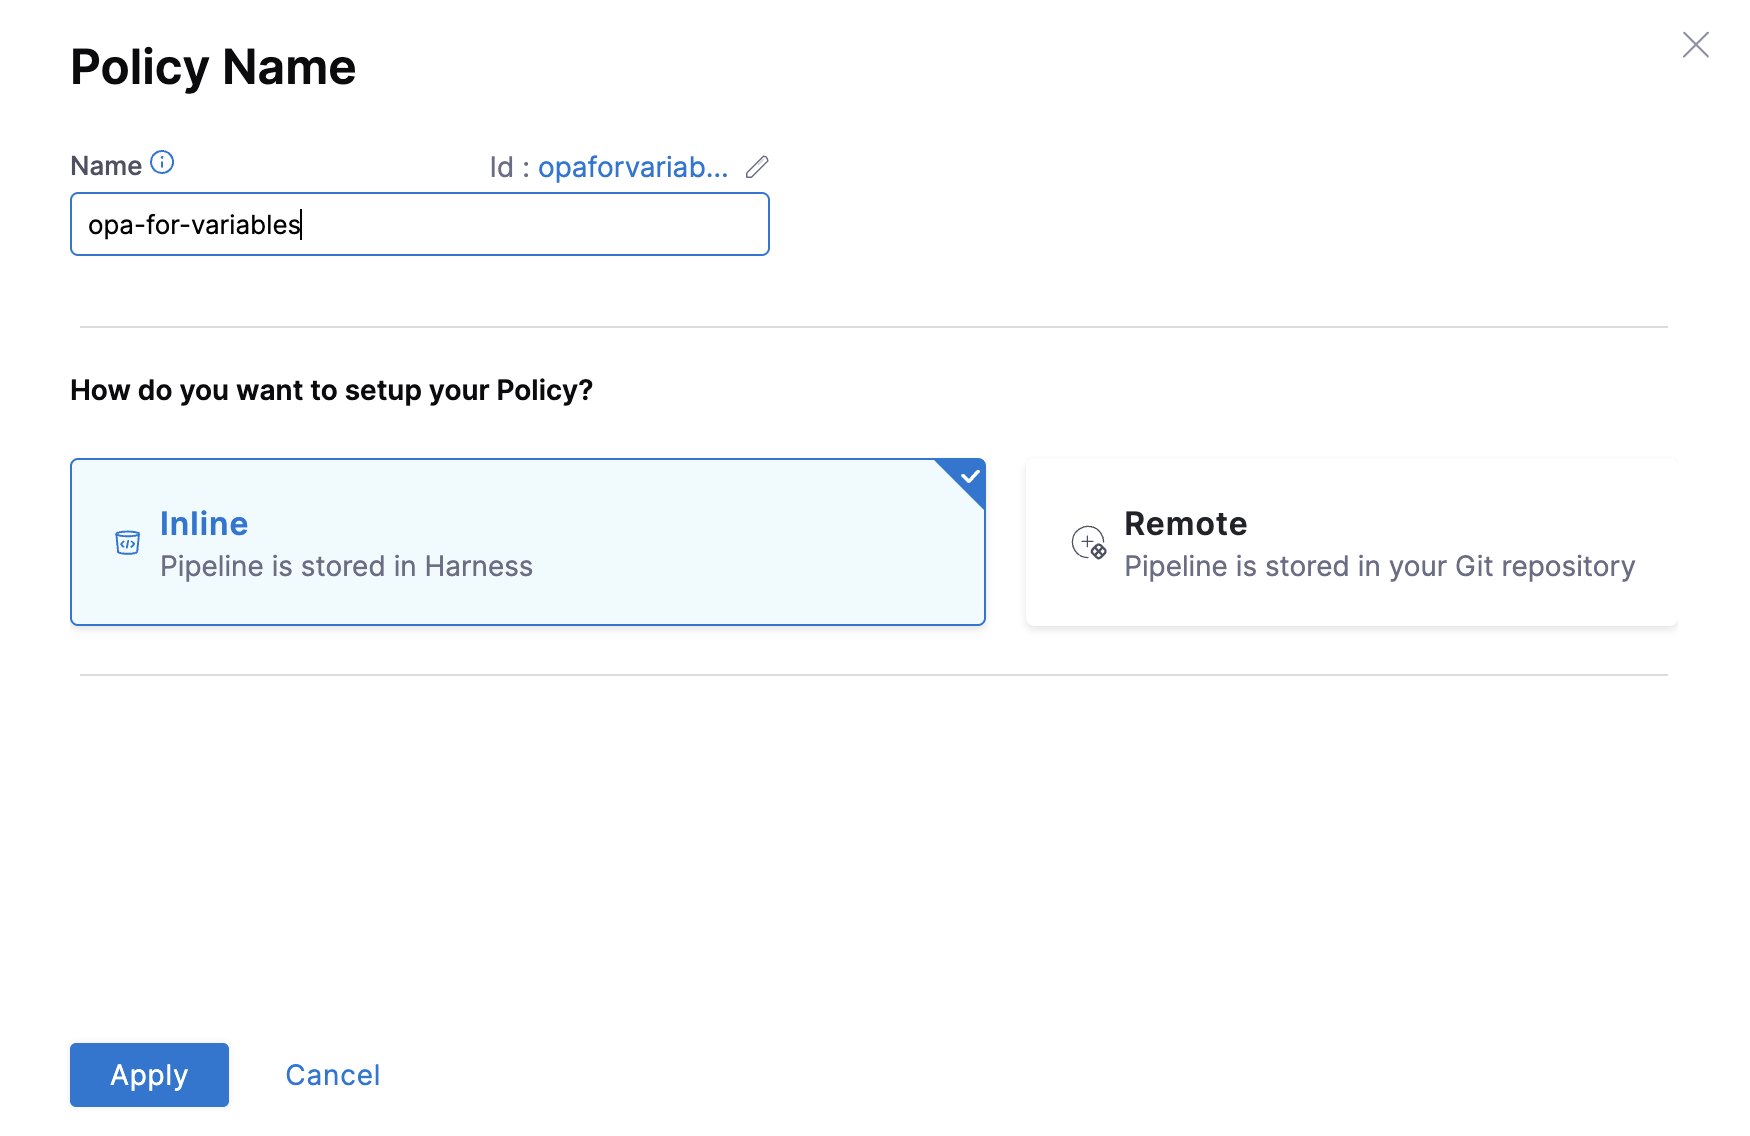 Policy Name
Name
Id : opaforvariab...
opa-for-variables
How do you want to setup your Policy?
Inline
Pipeline is stored in Harness
Remote
Pipeline is stored in your Git repository
Apply
Cancel